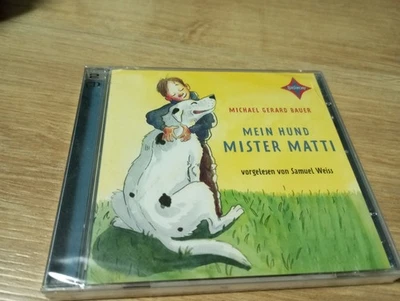 MICHAEL GERARD BAUER
MEIN HUND
MISTER MATTI
vorgelesen von Samuel Weiss